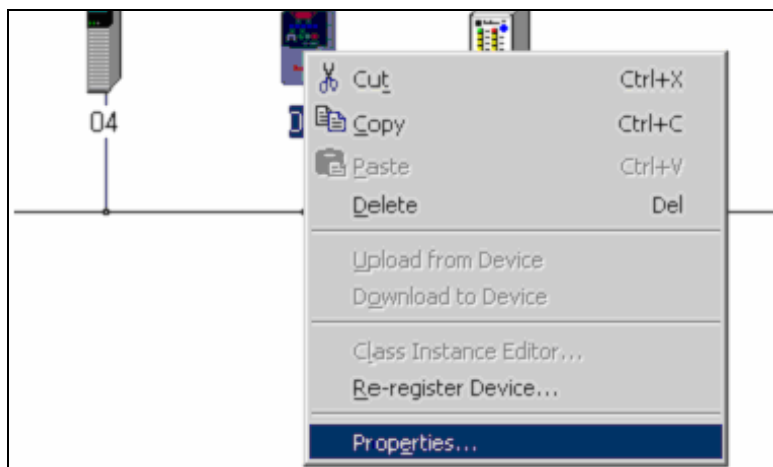 04
Cut Ctrl+X
Copy Ctrl+C
Paste Ctrl+V
Delete Del
Upload from Device
Download to Device
Class Instance Editor...
Re-register Device...
Properties...